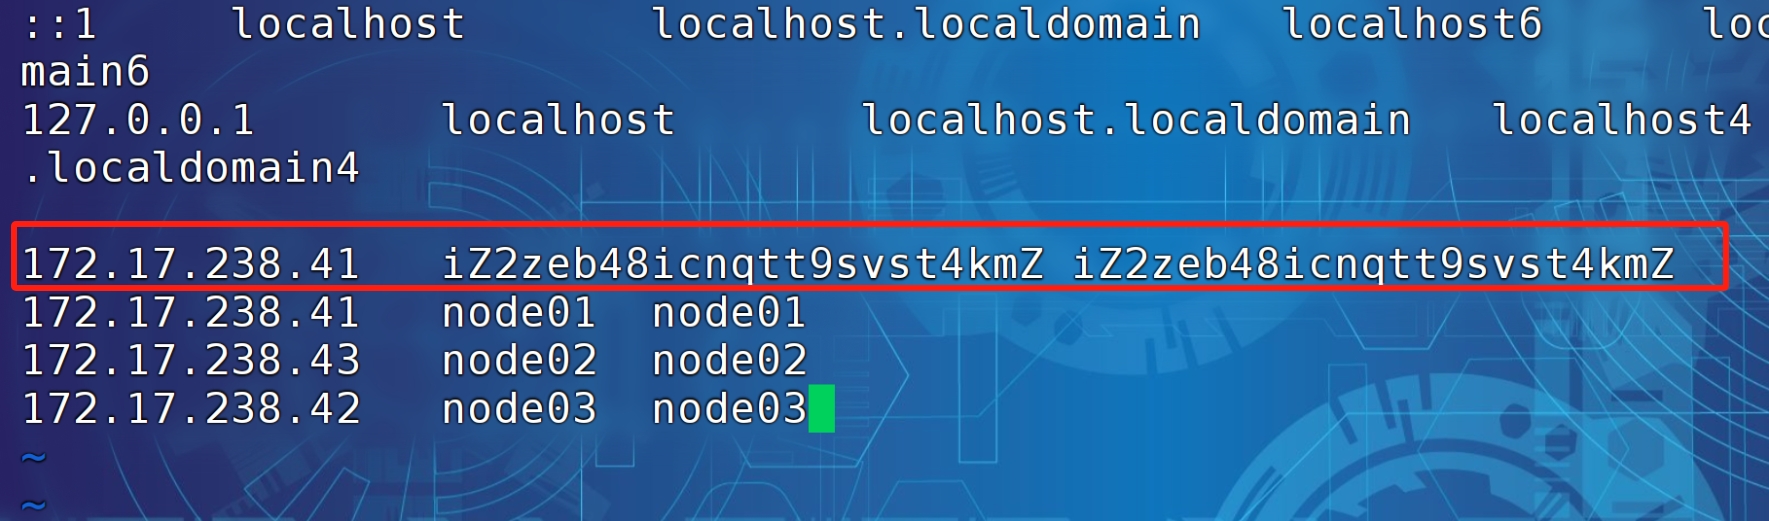 ::1     localhost       localhost.localdomain   localhost6      loc
main6
127.0.0.1       localhost       localhost.localdomain   localhost4
.localdomain4
172.17.238.41   iZ2zeb48icnqtt9svst4kmZ iZ2zeb48icnqtt9svst4kmZ
172.17.238.41   node01  node01
172.17.238.43   node02  node02
172.17.238.42   node03  node03
~
~